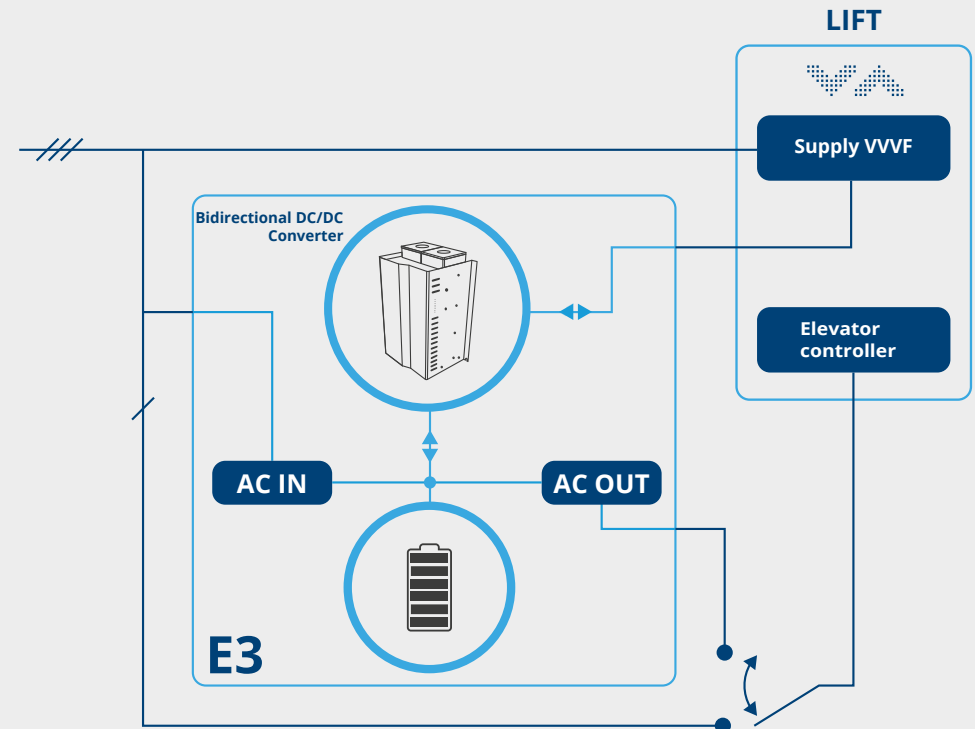 LIFT
Supply VVVF
Bidirectional DC/DC
Converter
Elevator
controller
AC IN
AC OUT
E3